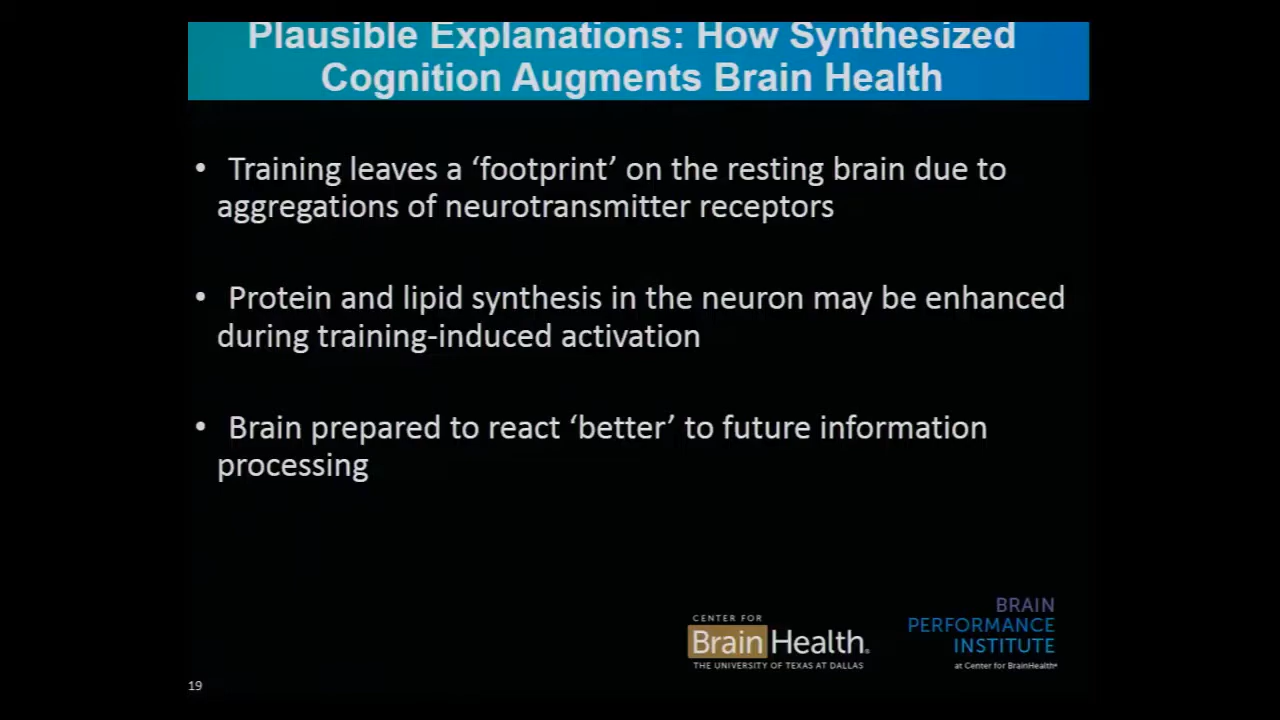 Plausible Explanations: How Synthesized
Cognition Augments Brain Health
• Training leaves a ‘footprint’ on the resting brain due to
aggregations of neurotransmitter receptors
• Protein and lipid synthesis in the neuron may be enhanced
during training-induced activation
• Brain prepared to react ‘better’ to future information
processing
CENTER FOR
BrainHealth®
THE UNIVERSITY OF TEXAS AT DALLAS
BRAIN
PERFORMANCE
INSTITUTE
at Center for BrainHealth®
19